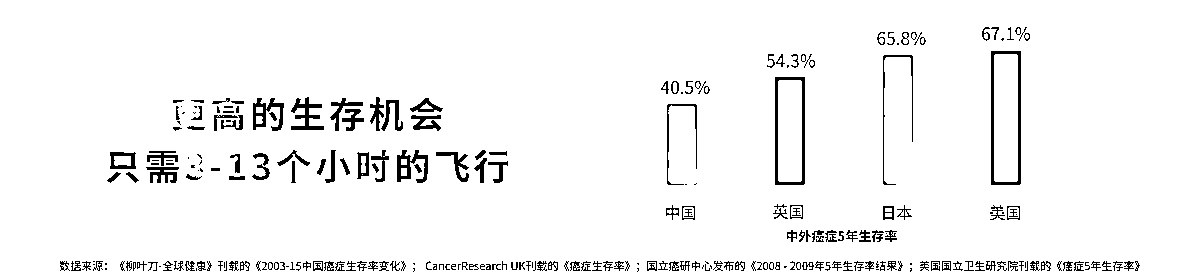 更高的生存机会
只需3-13个小时的飞行
40.5%
54.3%
65.8%
67.1%
中国
英国
日本
美国
中外癌症5年生存率
数据来源：《柳叶刀-全球健康》刊载的《2003-15中国癌症生存率变化》；CancerResearch UK刊载的《癌症生存率》；国立癌研中心发布的《2008 - 2009年5年生存率结果》；美国国立卫生研究院刊载的《癌症5年生存率》